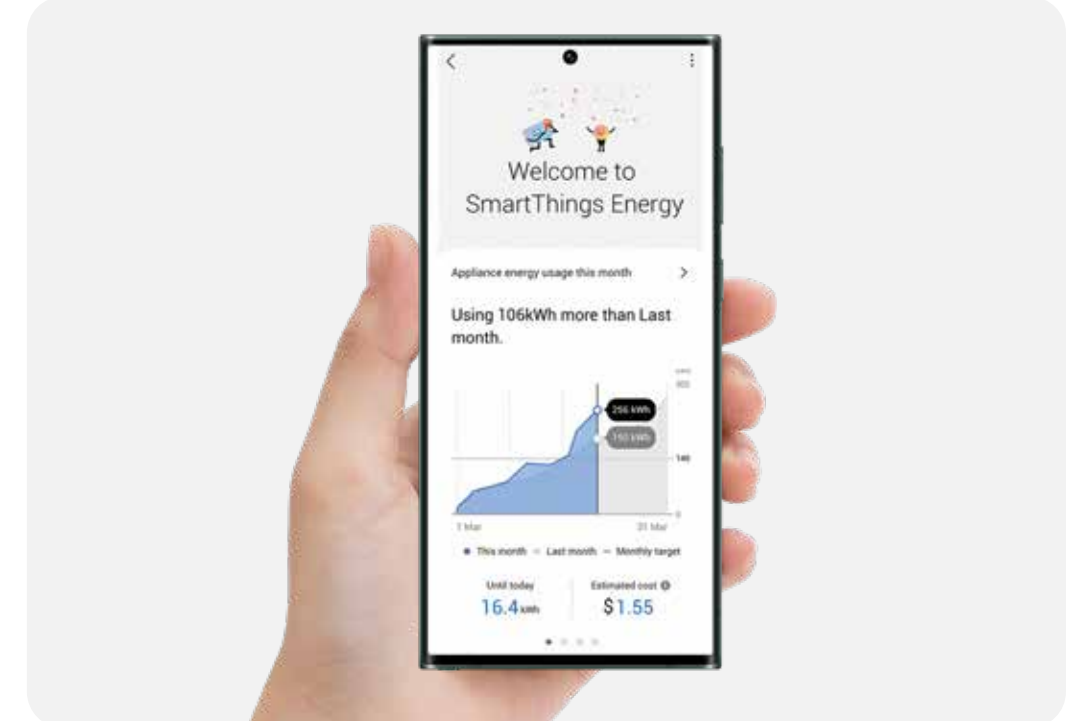 Welcome to
SmartThings Energy
Appliance energy usage this month
Using 106kWh more than Last
month.
256 kWh
150 kWh
140
0
1 Mar
31 Mar
This month
Last month
Monthly target
Until today
Estimated cost
16.4 kWh
$1.55